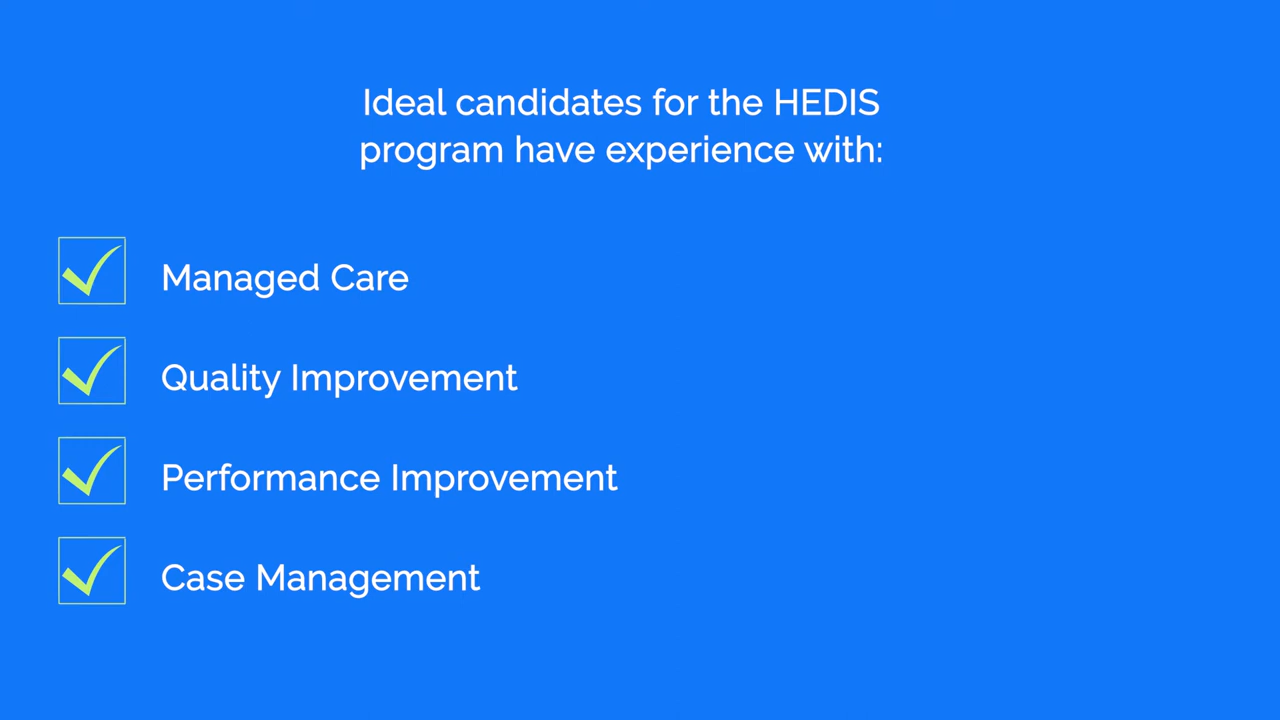 Ideal candidates for the HEDIS
program have experience with:
Managed Care
Quality Improvement
Performance Improvement
Case Management